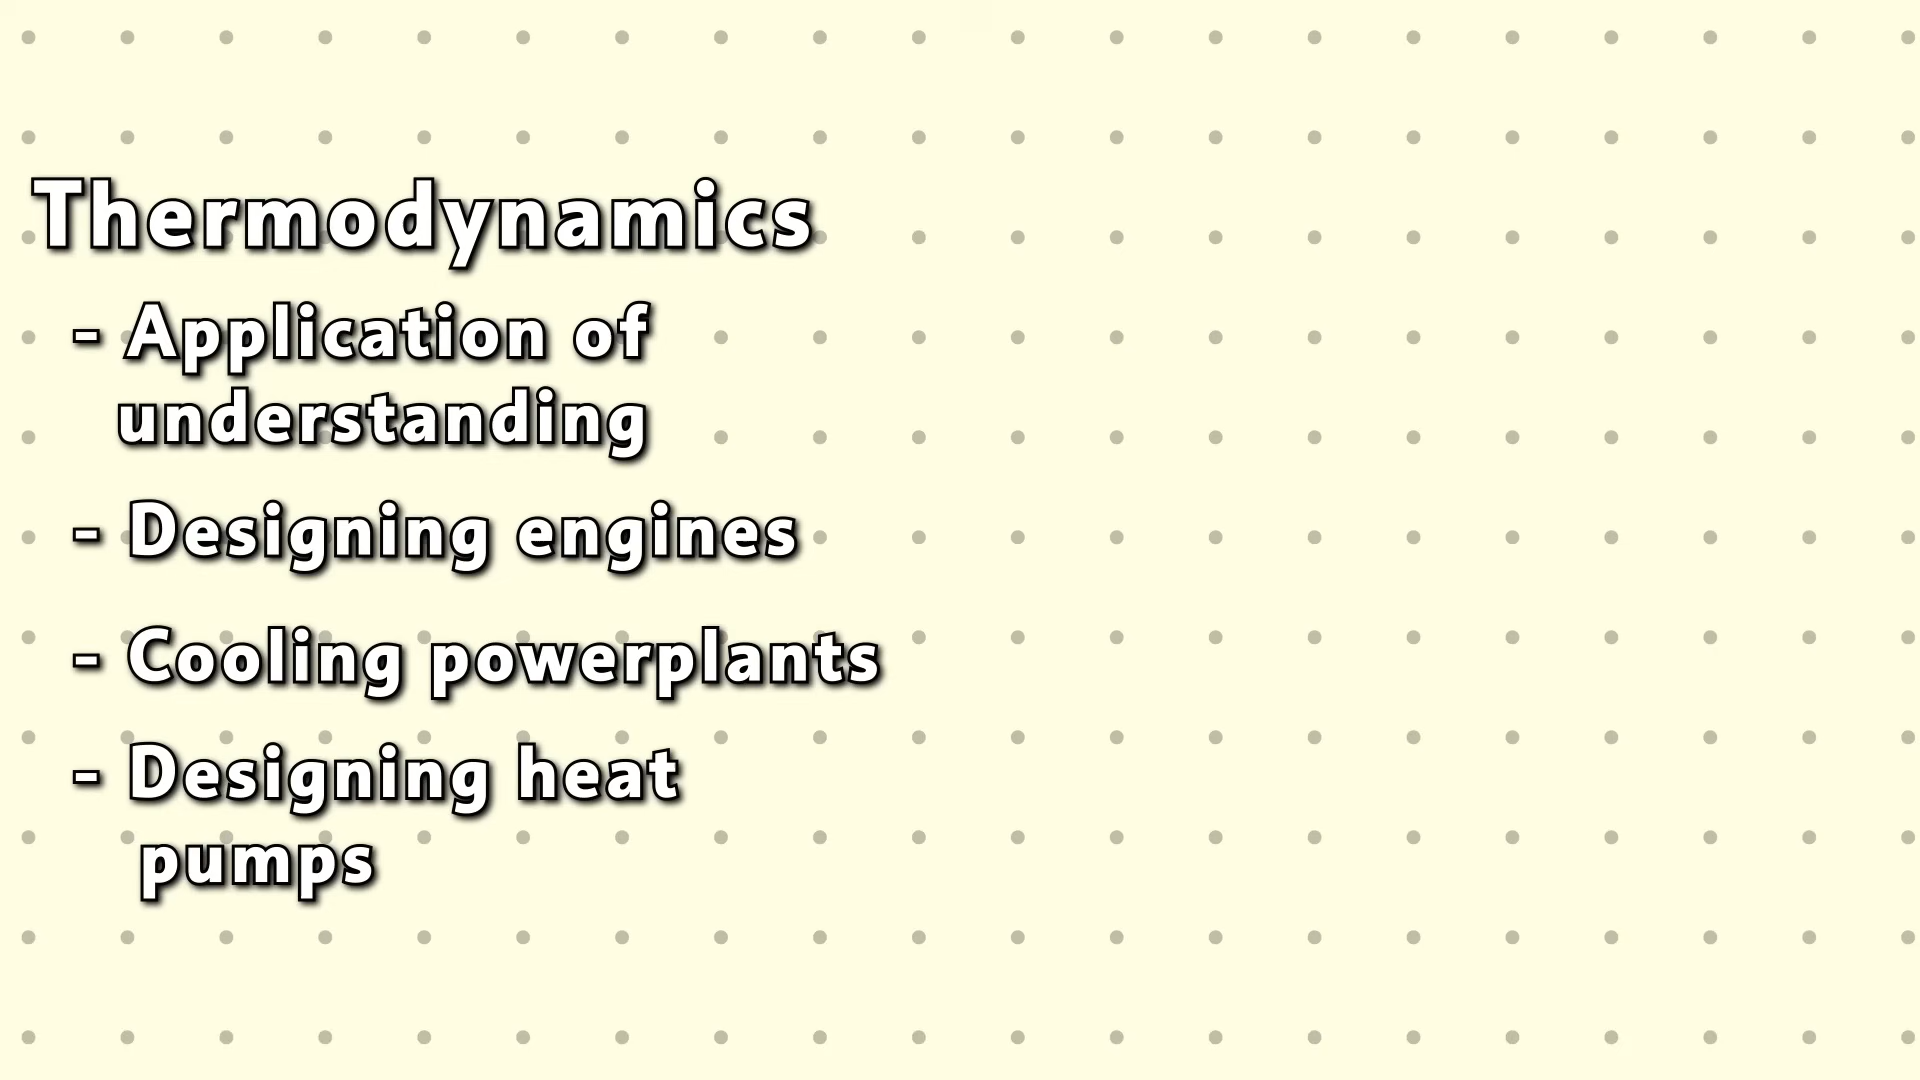 Thermodynamics
- Application of
understanding
- Designing engines
- Cooling powerplants
- Designing heat
pumps